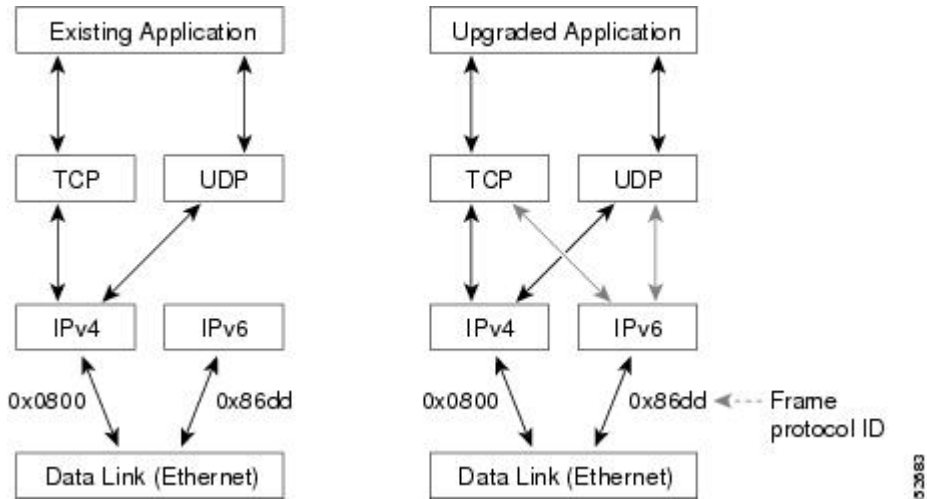 Existing Application
TCP
UDP
IPv4
IPv6
0x0800
0x86dd
Data Link (Ethernet)
Upgraded Application
TCP
UDP
IPv4
IPv6
0x0800
0x86dd
Frame
protocol ID
Data Link (Ethernet)
52683